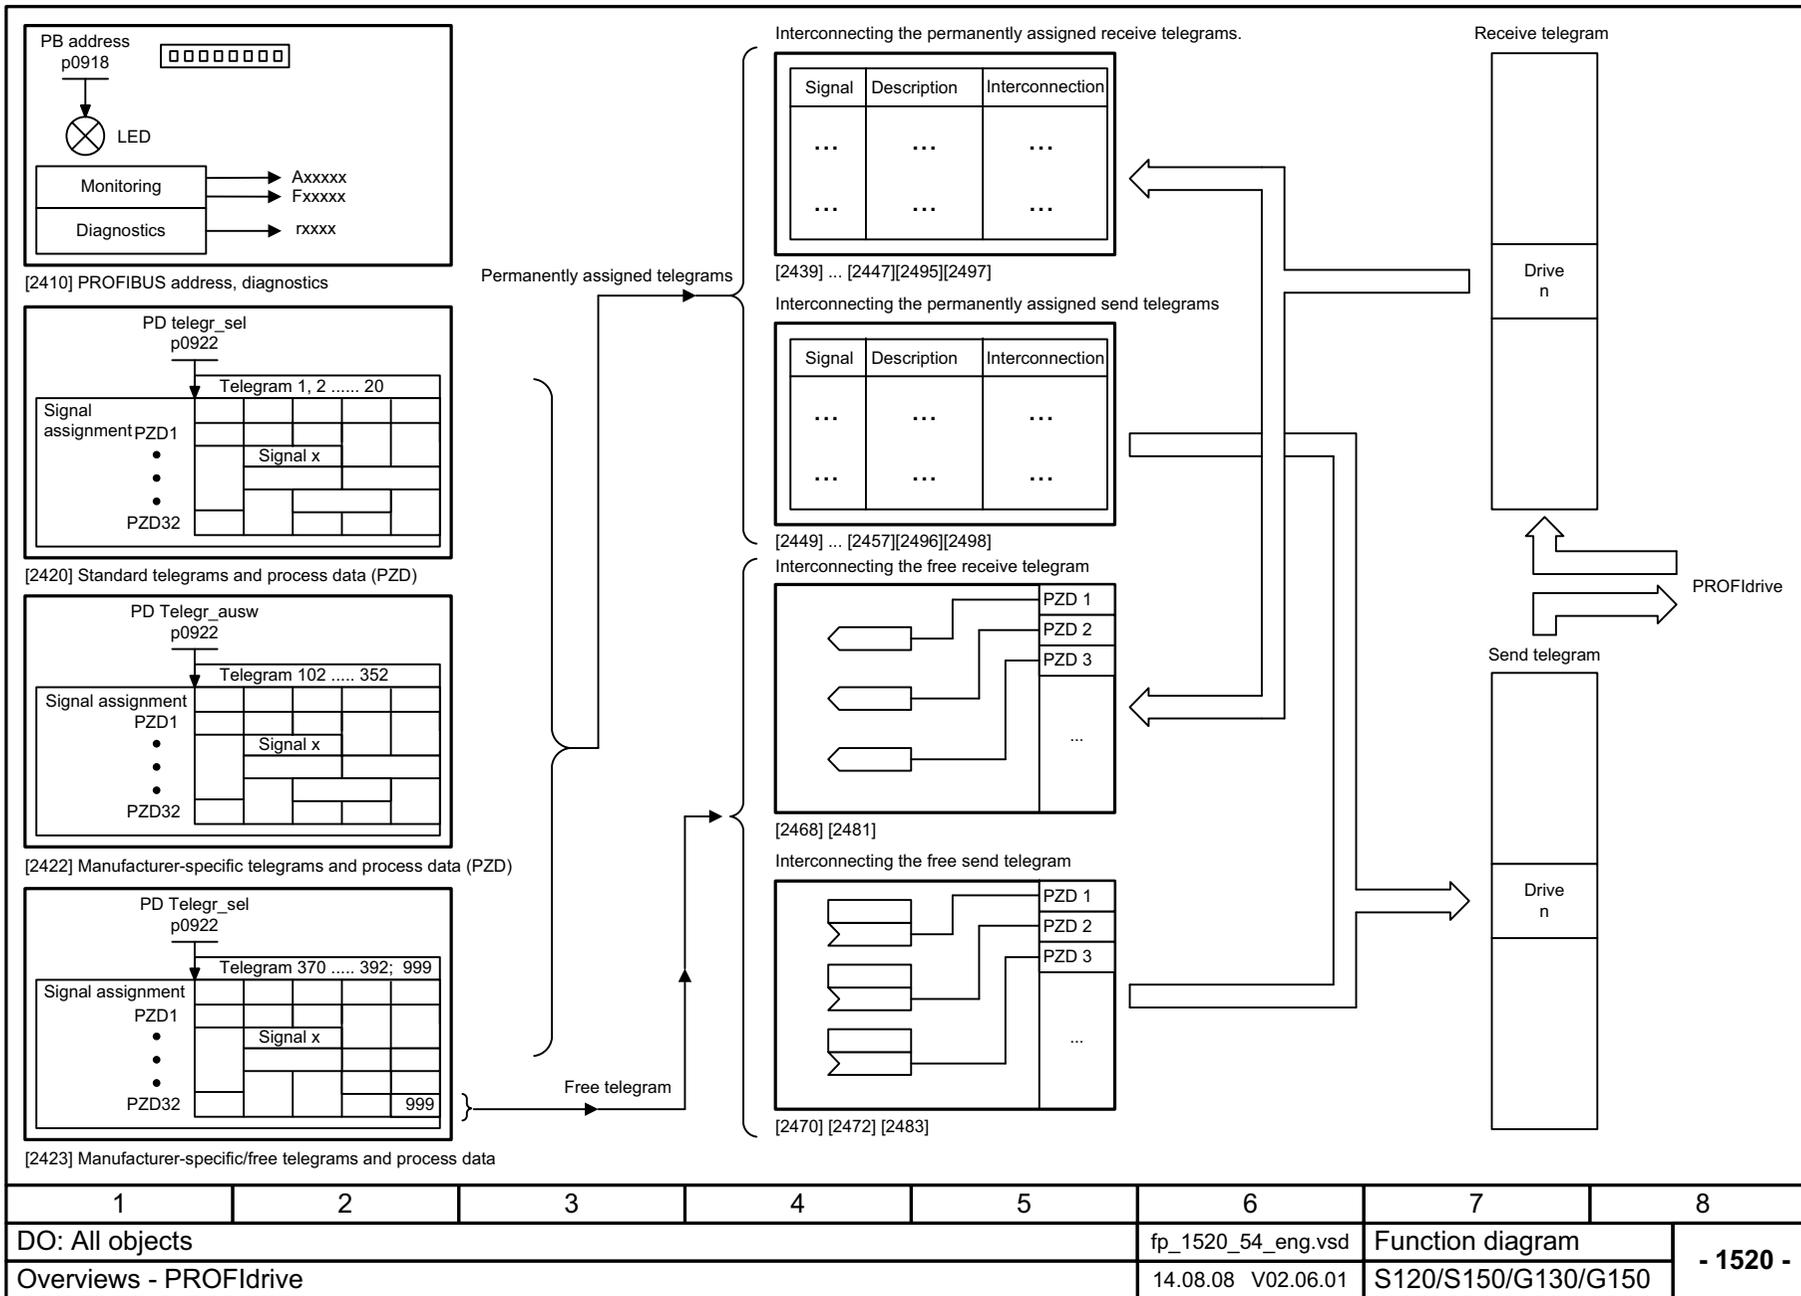 PB address
p0918
LED
Monitoring
Axxxxx
Fxxxxx
Diagnostics
rxxxx
[2410] PROFIBUS address, diagnostics
PD telegr_sel
p0922
Telegram 1, 2 ...... 20
Signal
assignment
PZD1
Signal x
PZD32
[2420] Standard telegrams and process data (PZD)
PD Telegr_ausw
p0922
Telegram 102 ..... 352
Signal assignment
PZD1
Signal x
PZD32
[2422] Manufacturer-specific telegrams and process data (PZD)
PD Telegr_sel
p0922
Telegram 370 ..... 392; 999
Signal assignment
PZD1
Signal x
PZD32
999
[2423] Manufacturer-specific/free telegrams and process data
Permanently assigned telegrams
Free telegram
Interconnecting the permanently assigned receive telegrams.
Signal Description Interconnection
... ... ...
... ... ...
[2439] ... [2447][2495][2497]
Interconnecting the permanently assigned send telegrams
Signal Description Interconnection
... ... ...
... ... ...
[2449] ... [2457][2496][2498]
Interconnecting the free receive telegram
PZD 1
PZD 2
PZD 3
...
[2468] [2481]
Interconnecting the free send telegram
PZD 1
PZD 2
PZD 3
...
[2470] [2472] [2483]
Receive telegram
Drive
n
PROFIdrive
Send telegram
Drive
n
1 2 3 4 5 6 7 8
DO: All objects
fp_1520_54_eng.vsd
Function diagram
- 1520 -
Overviews - PROFIdrive
14.08.08 V02.06.01
S120/S150/G130/G150